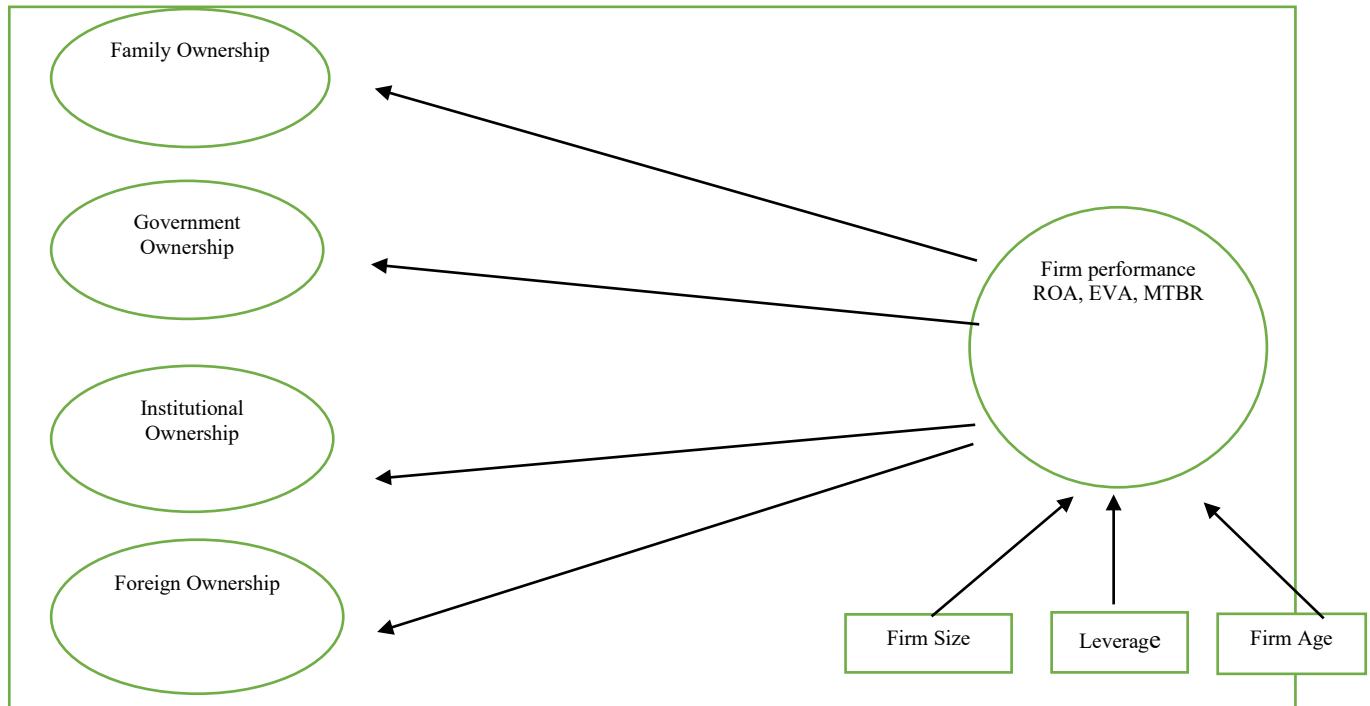 Family Ownership
Government
Ownership
Institutional
Ownership
Foreign Ownership
Firm performance
ROA, EVA, MTBR
Firm Size
Leverage
Firm Age